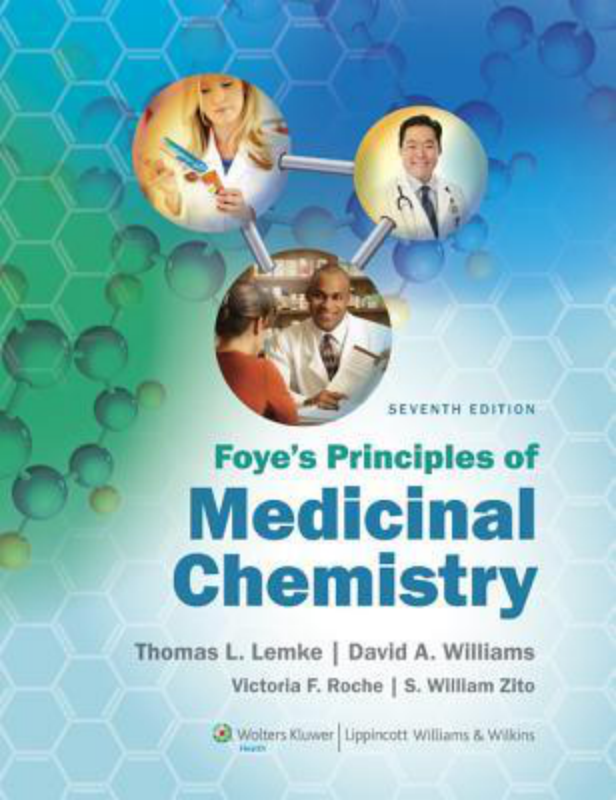 SEVENTH EDITION
Foye's Principles of
Medicinal
Chemistry
Thomas L. Lemke | David A. Williams
Victoria F. Roche | S. William Zito
Wolters Kluwer | Lippincott Williams & Wilkins
Health